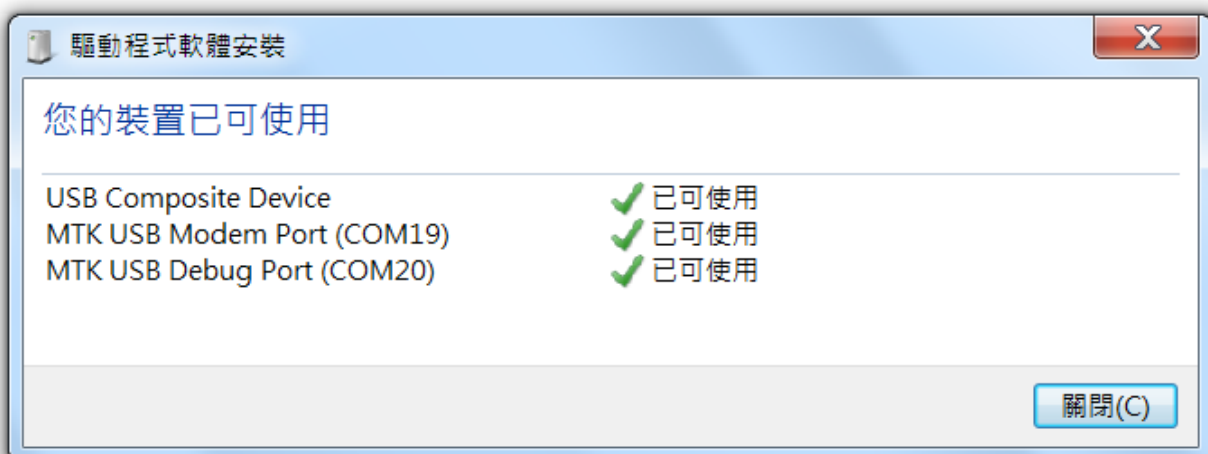 驅動程式軟體安裝
您的裝置已可使用
USB Composite Device 已可使用
MTK USB Modem Port (COM19) 已可使用
MTK USB Debug Port (COM20) 已可使用
關閉(C)